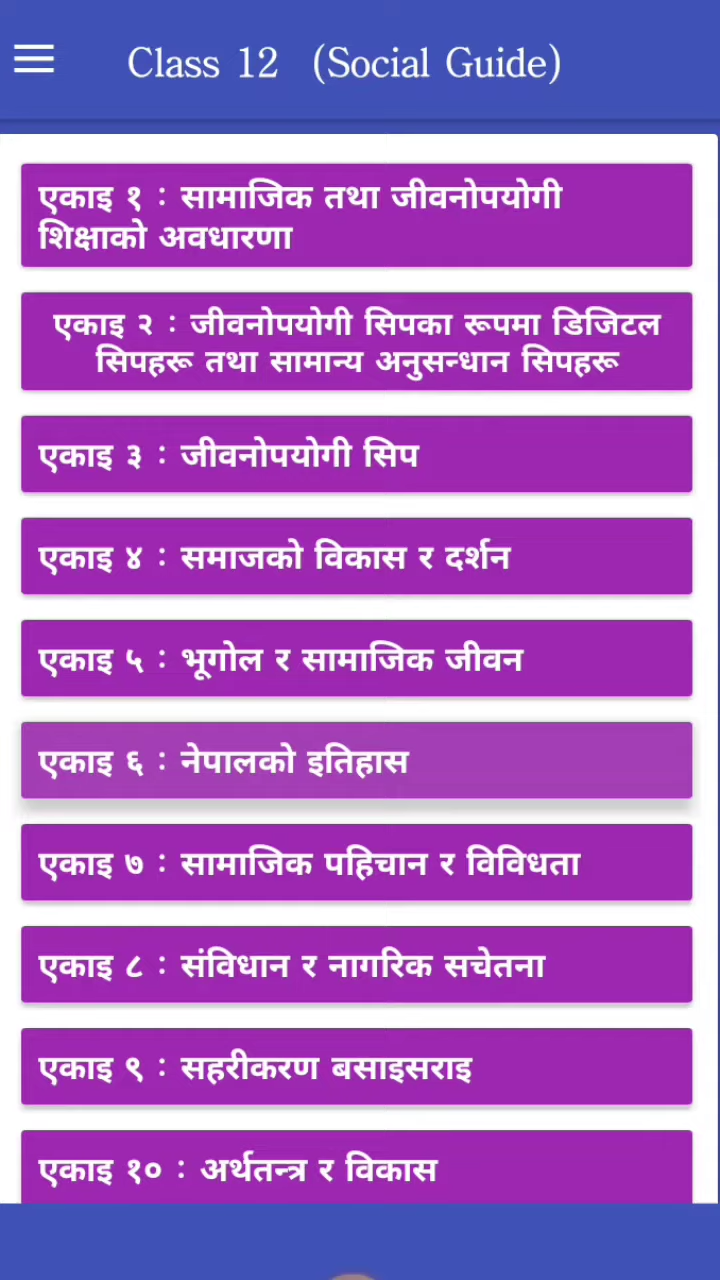 Class 12 (Social Guide)
एकाइ १ : सामाजिक तथा जीवनोपयोगी
शिक्षाको अवधारणा
एकाइ २ : जीवनोपयोगी सिपका रूपमा डिजिटल
सिपहरू तथा सामान्य अनुसन्धान सिपहरू
एकाइ ३ : जीवनोपयोगी सिप
एकाइ ४ : समाजको विकास र दर्शन
एकाइ ५ : भूगोल र सामाजिक जीवन
एकाइ ६ : नेपालको इतिहास
एकाइ ७ : सामाजिक पहिचान र विविधता
एकाइ ८ : संविधान र नागरिक सचेतना
एकाइ ९ : सहरीकरण बसाइसराइ
एकाइ १० : अर्थतन्त्र र विकास